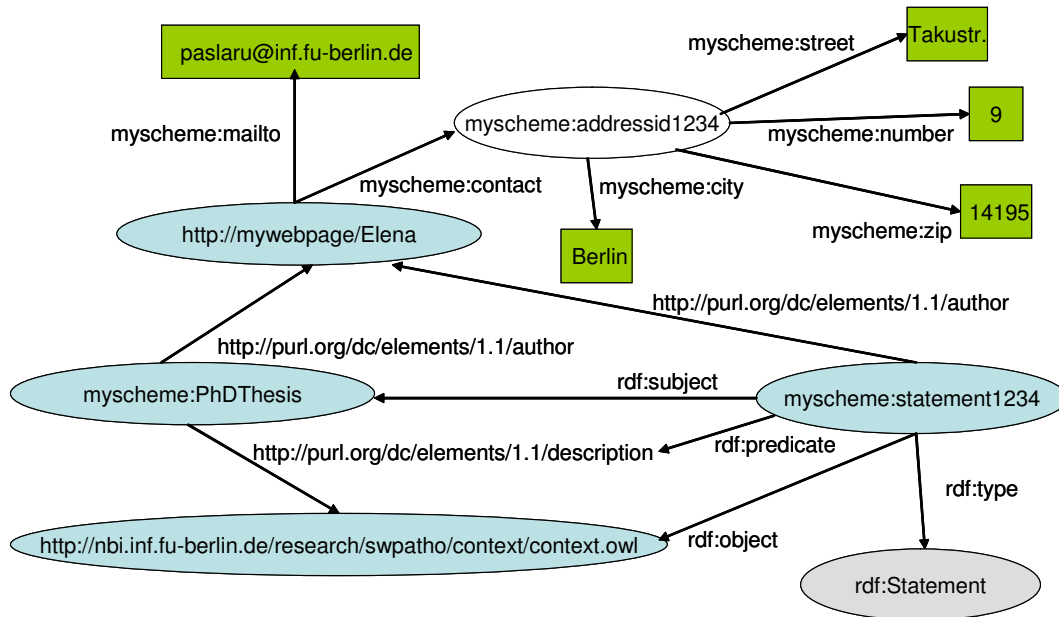 paslaru@inf.fu-berlin.de
myscheme:street
Takustr.
myscheme:mailto
myscheme:addressid1234
myscheme:number
9
myscheme:contact
myscheme:city
myscheme:zip
14195
http://mywebpage/Elena
Berlin
http://purl.org/dc/elements/1.1/author
http://purl.org/dc/elements/1.1/author
myscheme:PhDThesis
rdf:subject
myscheme:statement1234
http://purl.org/dc/elements/1.1/description
rdf:predicate
rdf:type
http://nbi.inf.fu-berlin.de/research/swpatho/context/context.owl
rdf:object
rdf:Statement